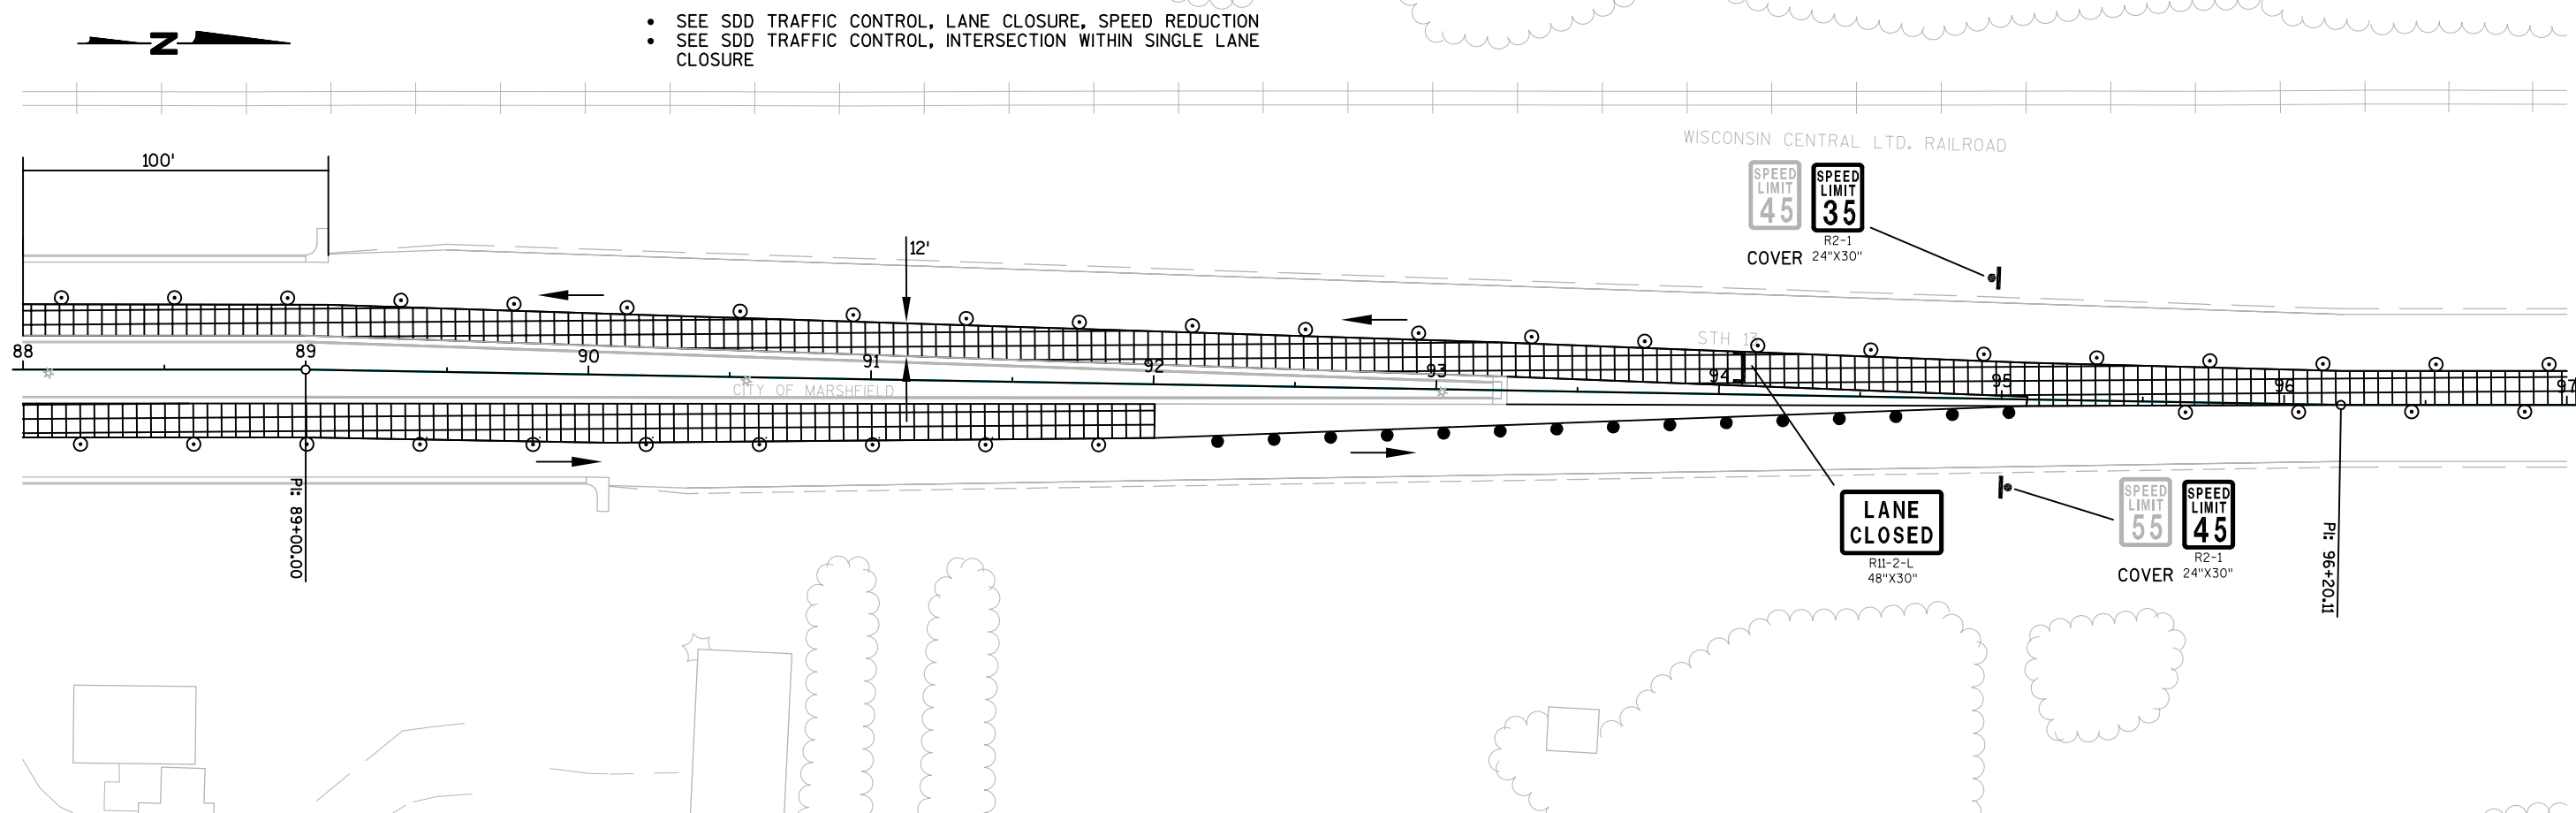 • SEE SDD TRAFFIC CONTROL, LANE CLOSURE, SPEED REDUCTION
• SEE SDD TRAFFIC CONTROL, INTERSECTION WITHIN SINGLE LANE
CLOSURE
N
100'
WISCONSIN CENTRAL LTD. RAILROAD
SPEED
LIMIT
45
COVER
SPEED
LIMIT
35
R2-1
24"X30"
12'
STH
88
89
90
91
92
93
94
95
96
97
CITY OF MARSHFIELD
PI: 89+00.00
LANE
CLOSED
R11-2-L
48"X30"
SPEED
LIMIT
55
COVER
SPEED
LIMIT
45
R2-1
24"X30"
PI: 96+20.11